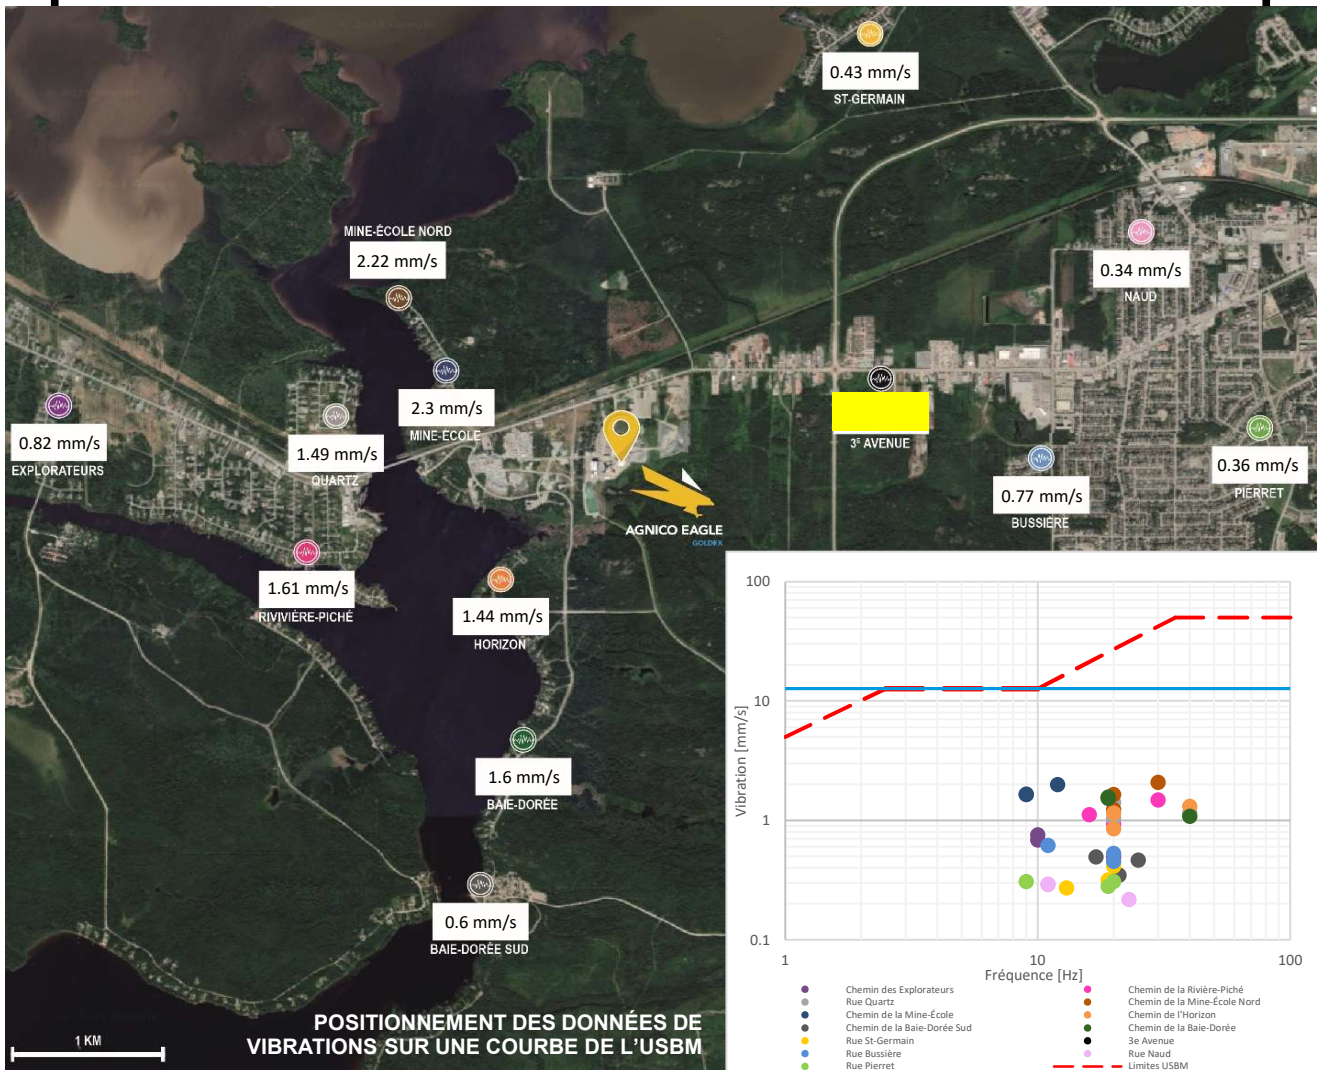 0.43 mm/s
ST-GERMAIN
MINE-ÉCOLE NORD
2.22 mm/s
0.34 mm/s
NAUD
2.3 mm/s
MINE-ÉCOLE
0.82 mm/s
EXPLORATEURS
1.49 mm/s
QUARTZ
3E AVENUE
0.36 mm/s
PIERRET
0.77 mm/s
BUSSIÈRE
AGNICO EAGLE
GOLDEX
1.61 mm/s
RIVIVIÈRE-PICHÉ
1.44 mm/s
HORIZON
1.6 mm/s
BAIE-DORÉE
0.6 mm/s
BAIE-DORÉE SUD
POSITIONNEMENT DES DONNÉES DE
VIBRATIONS SUR UNE COURBE DE L'USBM
1 KM
Vibration [mm/s]
100
10
1
0.1
1
10
100
Fréquence [Hz]
Chemin des Explorateurs
Chemin de la Rivière-Piché
Rue Quartz
Chemin de la Mine-École Nord
Chemin de la Mine-École
Chemin de l'Horizon
Chemin de la Baie-Dorée Sud
Chemin de la Baie-Dorée
Rue St-Germain
3e Avenue
Rue Bussière
Rue Naud
Rue Pierret
Limites USBM